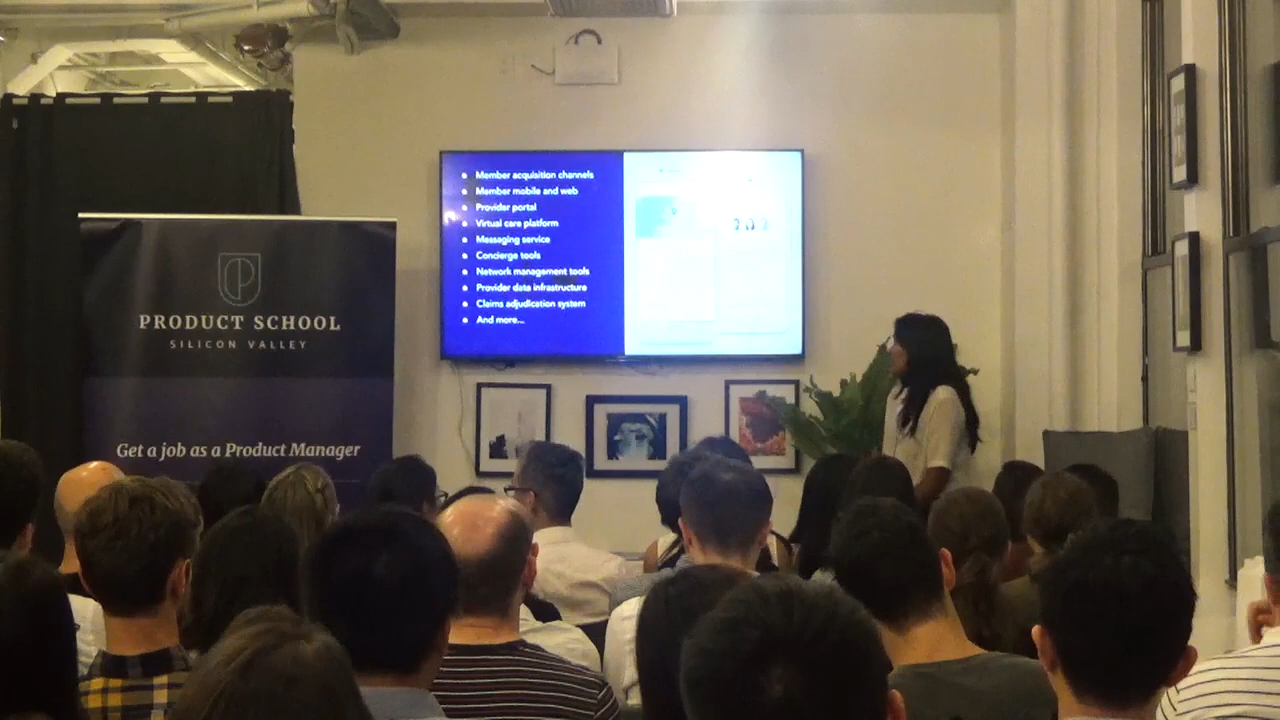 PRODUCT SCHOOL
SILICON VALLEY
Get a job as a Product Manager
Member acquisition channels
Member mobile and web
Provider portal
Virtual care platform
Messaging service
Concierge tools
Network management tools
Provider data infrastructure
Claims adjudication system
And more...